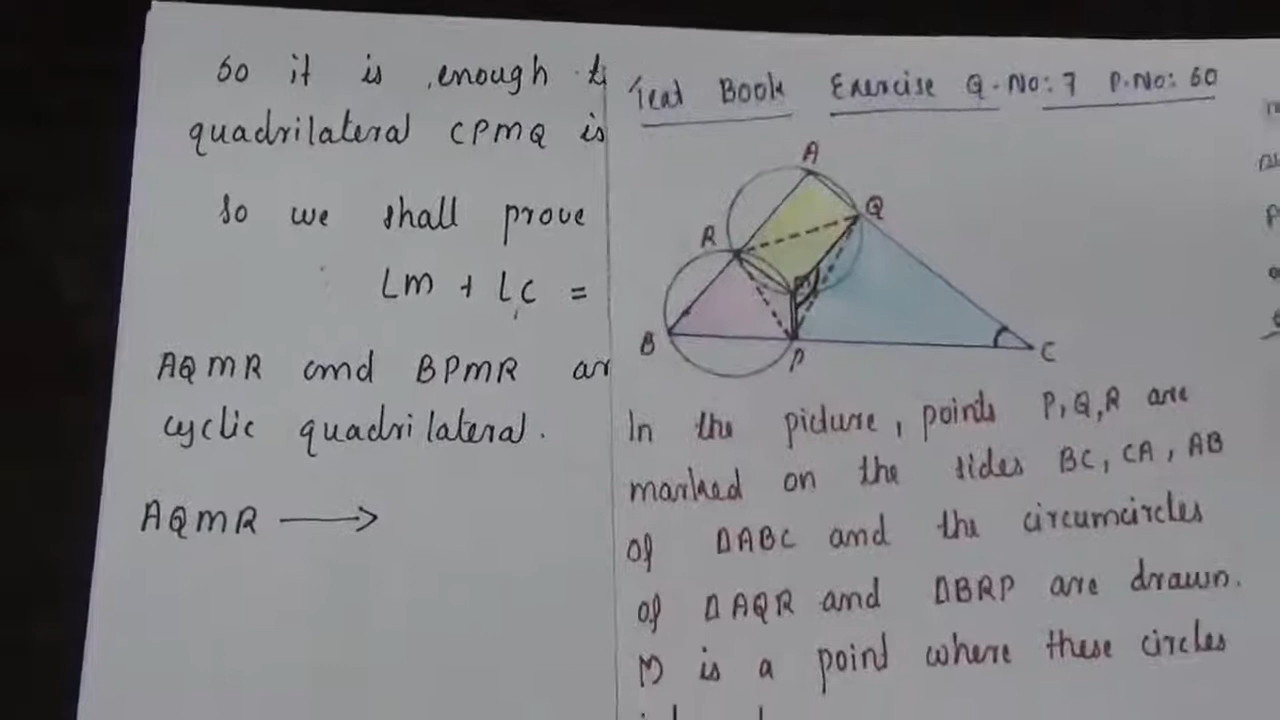 so it is enough
quadrilateral CPMQ is
So we shall prove
∠M + ∠C =
AQMR and BPMR ar
cyclic quadrilateral.
AQMR ⟶
Text Book Exercise Q.No:7 P.No: 60
A
Q
R
B
P
C
In the picture, points P,Q,R are
marked on the sides BC, CA, AB
of ΔABC and the circumcircles
of ΔAQR and ΔBRP are drawn.
M is a point where these circles